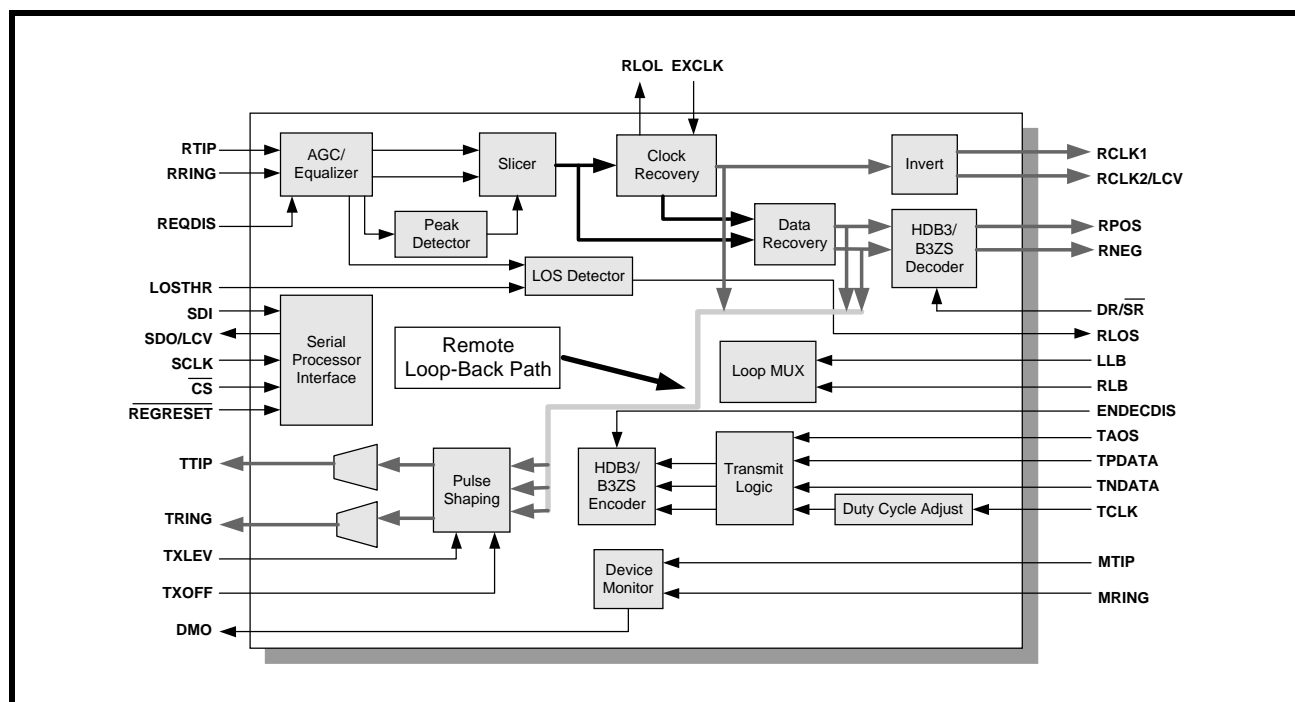 RLOL EXCLK
RTIP
RRING
REQDIS
LOSTHR
SDI
SDO/LCV
SCLK
CS
REGRESET
TTIP
TRING
TXLEV
TXOFF
DMO
AGC/
Equalizer
Peak
Detector
Slicer
Clock
Recovery
Data
Recovery
Invert
HDB3/
B3ZS
Decoder
LOS Detector
Serial
Processor
Interface
Remote
Loop-Back Path
Loop MUX
Pulse
Shaping
HDB3/
B3ZS
Encoder
Transmit
Logic
Duty Cycle Adjust
Device
Monitor
RCLK1
RCLK2/LCV
RPOS
RNEG
DR/SR
RLOS
LLB
RLB
ENDECDIS
TAOS
TPDATA
TNDATA
TCLK
MTIP
MRING